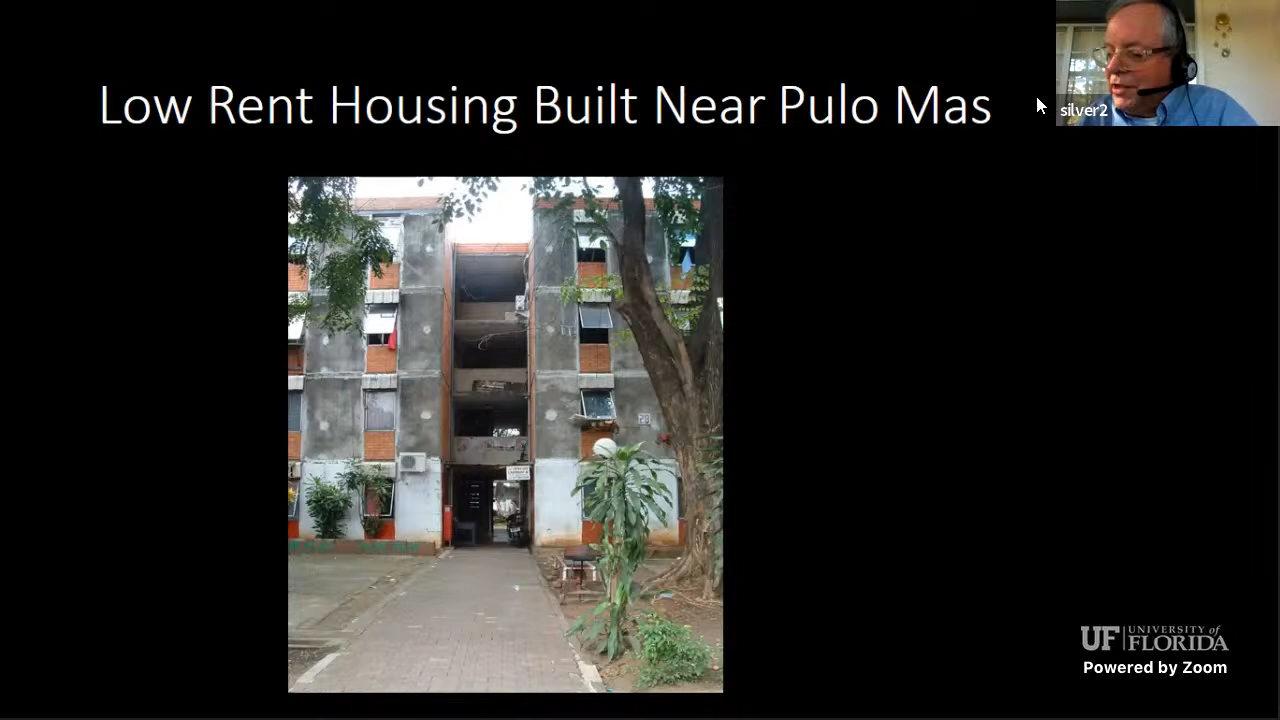 Low Rent Housing Built Near Pulo Mas
silver2
UF UNIVERSITY of
FLORIDA
Powered by Zoom